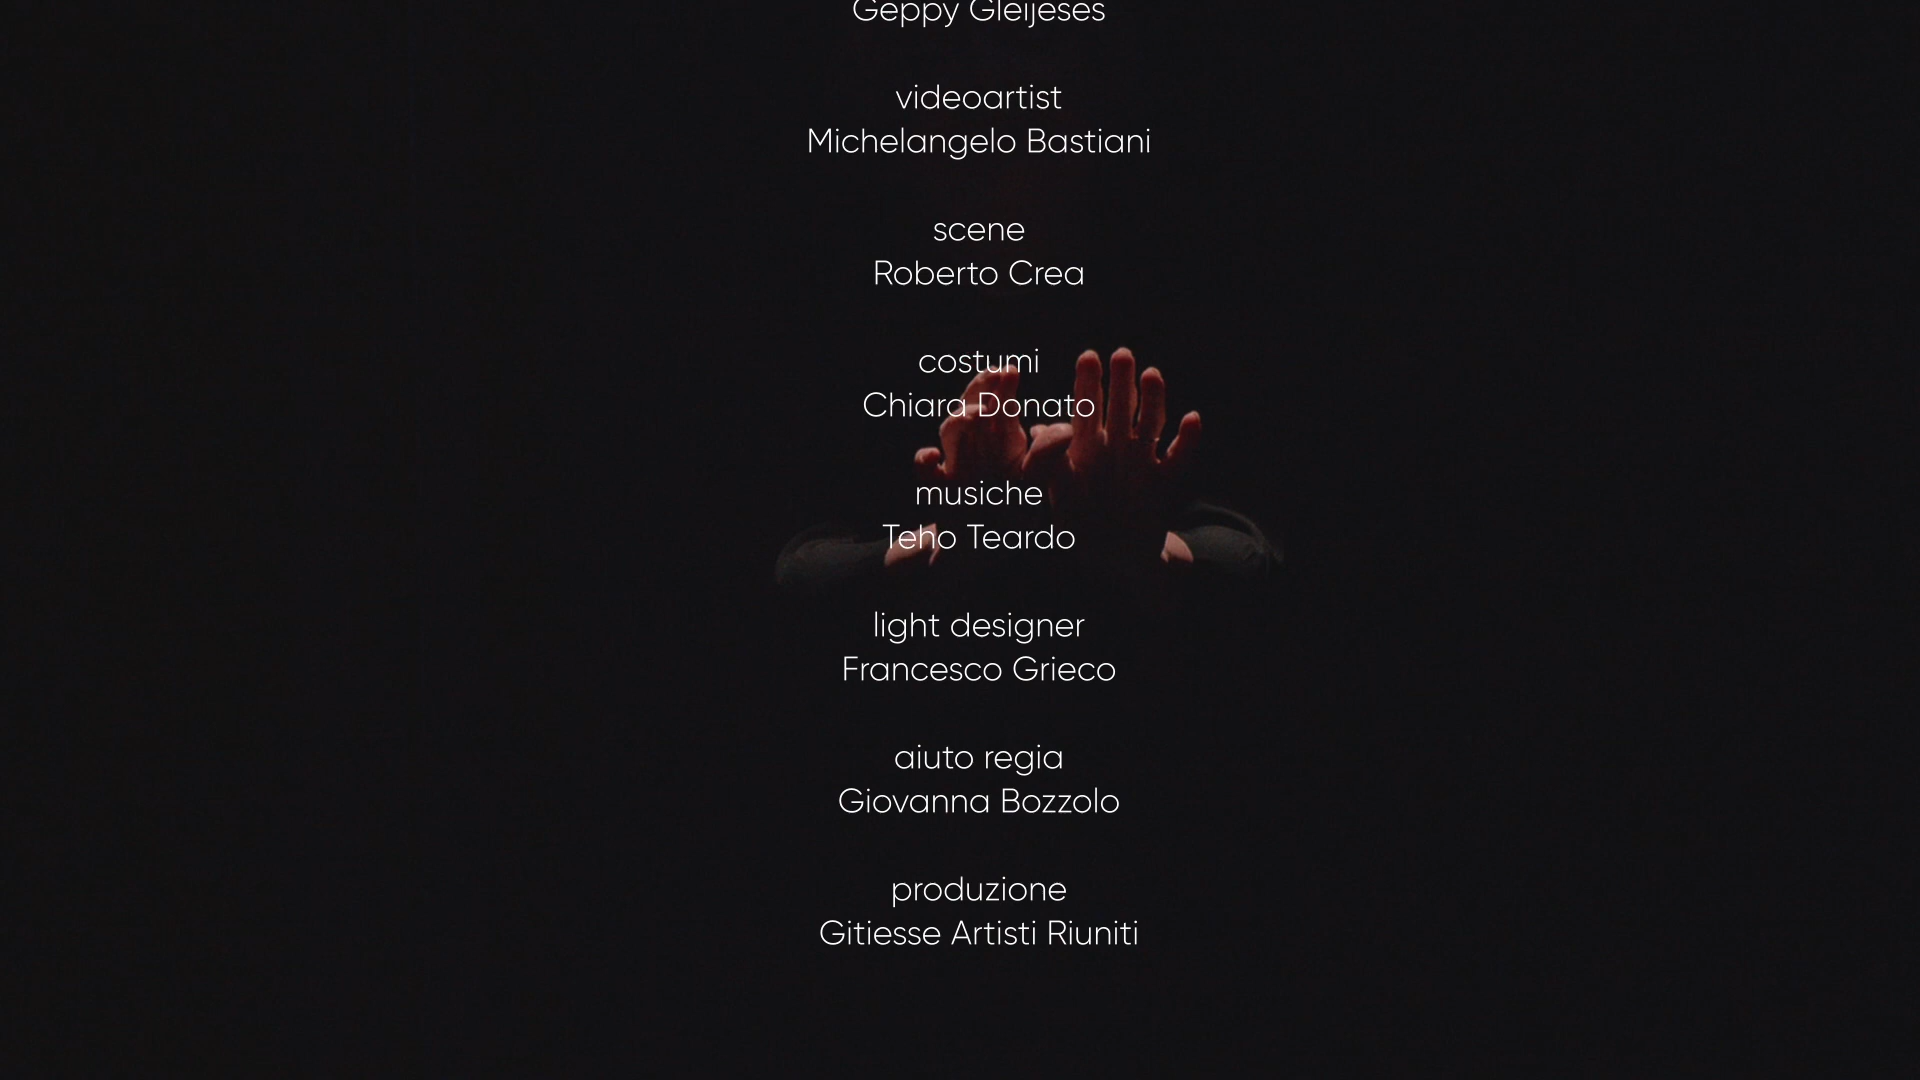 Geppy Gleijeses
videoartist
Michelangelo Bastiani
scene
Roberto Crea
costumi
Chiara Donato
musiche
Teho Teardo
light designer
Francesco Grieco
aiuto regia
Giovanna Bozzolo
produzione
Gitiesse Artisti Riuniti